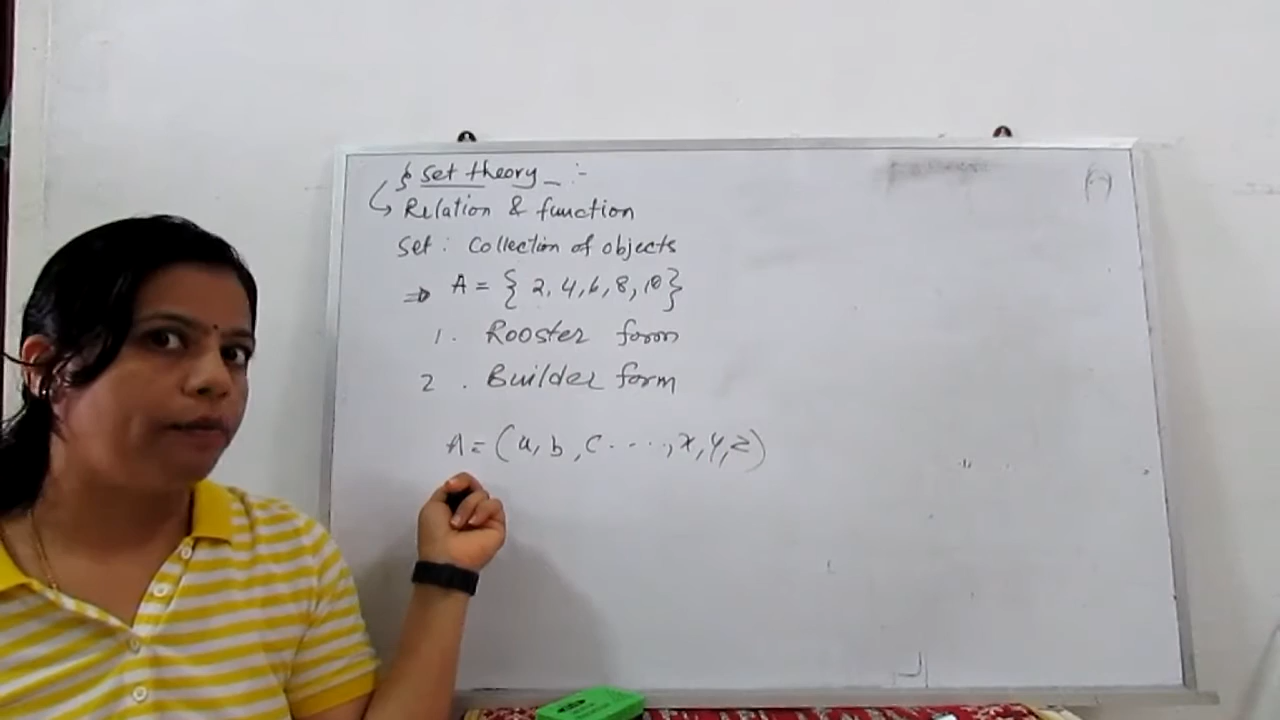 § Set theory _ :-
Relation & function
Set : Collection of objects
⇒ A = { 2, 4, 6, 8, 10 }
1. Rooster form
2. Builder form
A = (a, b, c ....., x, y, z)